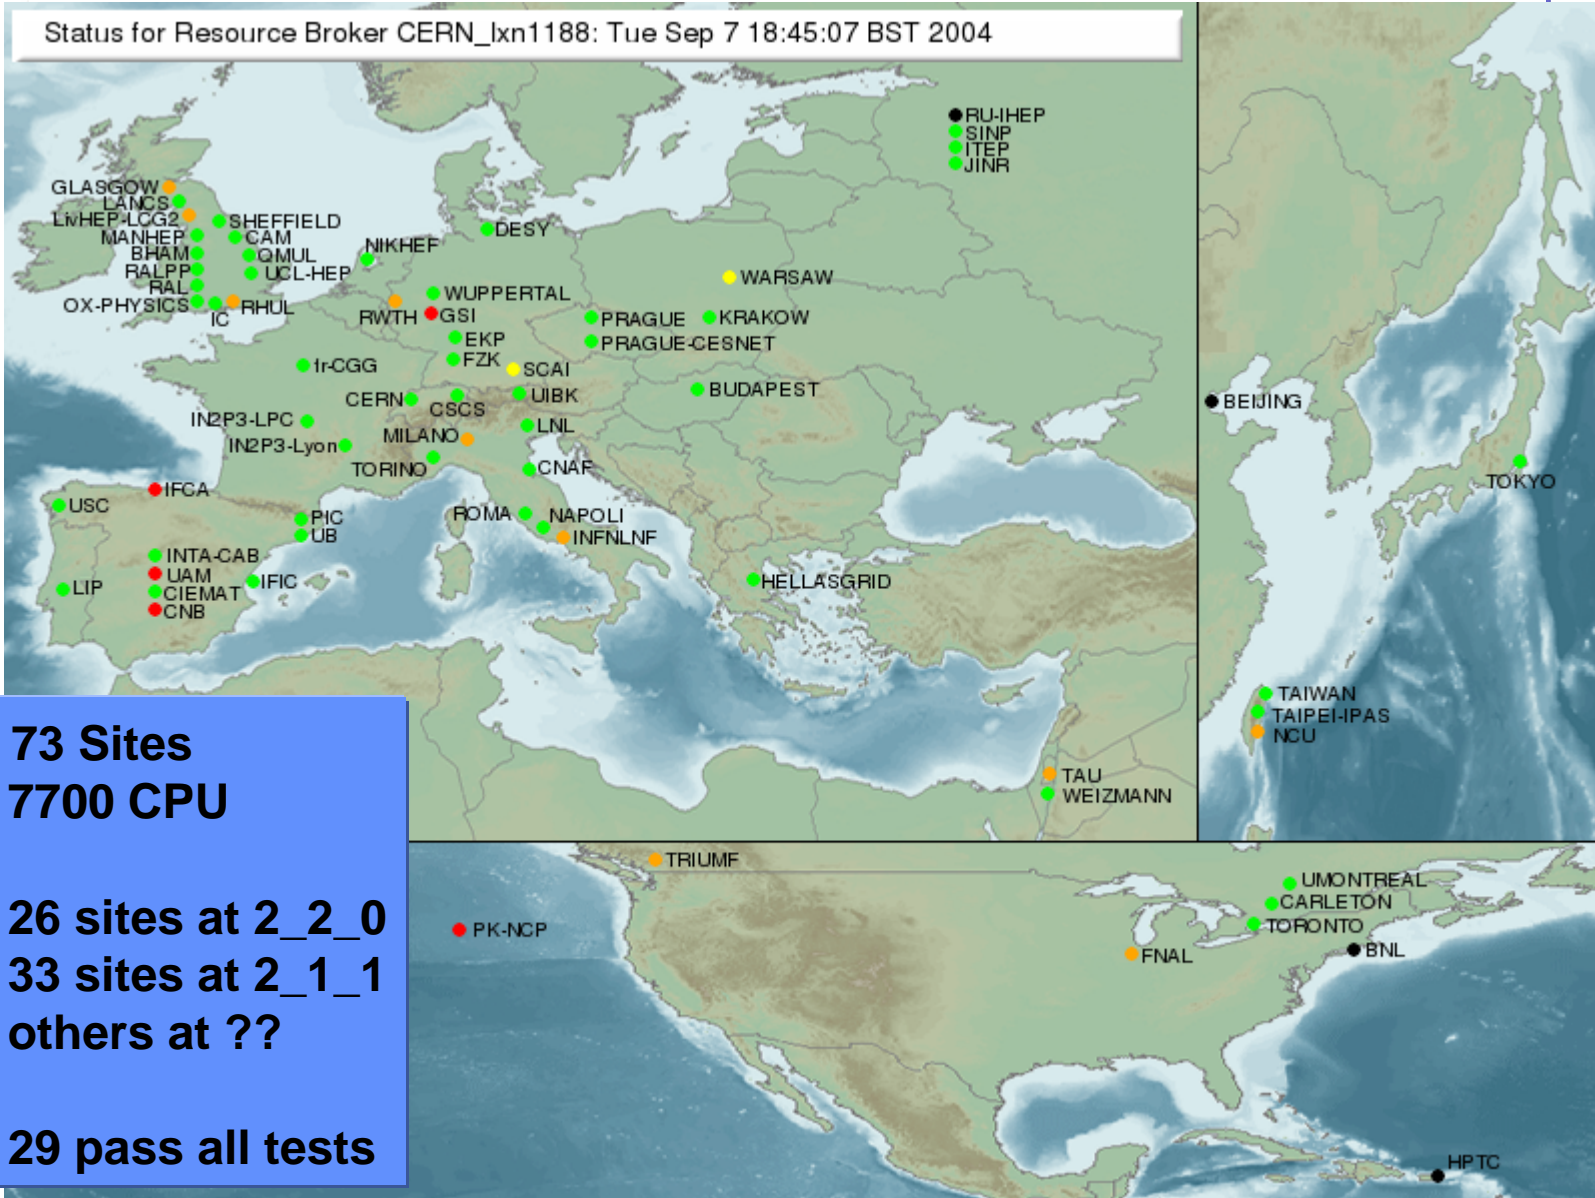 Status for Resource Broker CERN_lxn1188: Tue Sep 7 18:45:07 BST 2004
RU-IHEP
SINP
ITEP
JINR
GLASGOW
LANCS
LivHEP-LCG2
SHEFFIELD
MANHEP
CAM
BHAM
QMUL
RALPP
UCL-HEP
RAL
OX-PHYSICS
IC
RHUL
NIKHEF
DESY
WARSAW
WUPPERTAL
RWTH
GSI
PRAGUE
KRAKOW
EKP
PRAGUE-CESNET
FZK
fr-CGG
SCAI
CERN
CSCS
UIBK
BUDAPEST
BEIJING
IN2P3-LPC
LNL
IN2P3-Lyon
MILANO
TORINO
CNAF
TOKYO
IFCA
USC
PIC
UB
ROMA
NAPOLI
INFNLNF
INTA-CAB
UAM
IFIC
LIP
CIEMAT
CNB
HELLASGRID
TAIWAN
TAIPEI-IPAS
NCU
TAU
WEIZMANN
73 Sites
7700 CPU
26 sites at 2_2_0
33 sites at 2_1_1
others at ??
29 pass all tests
TRIUMF
UMONTREAL
CARLETON
TORONTO
PK-NCP
FNAL
BNL
HPTC